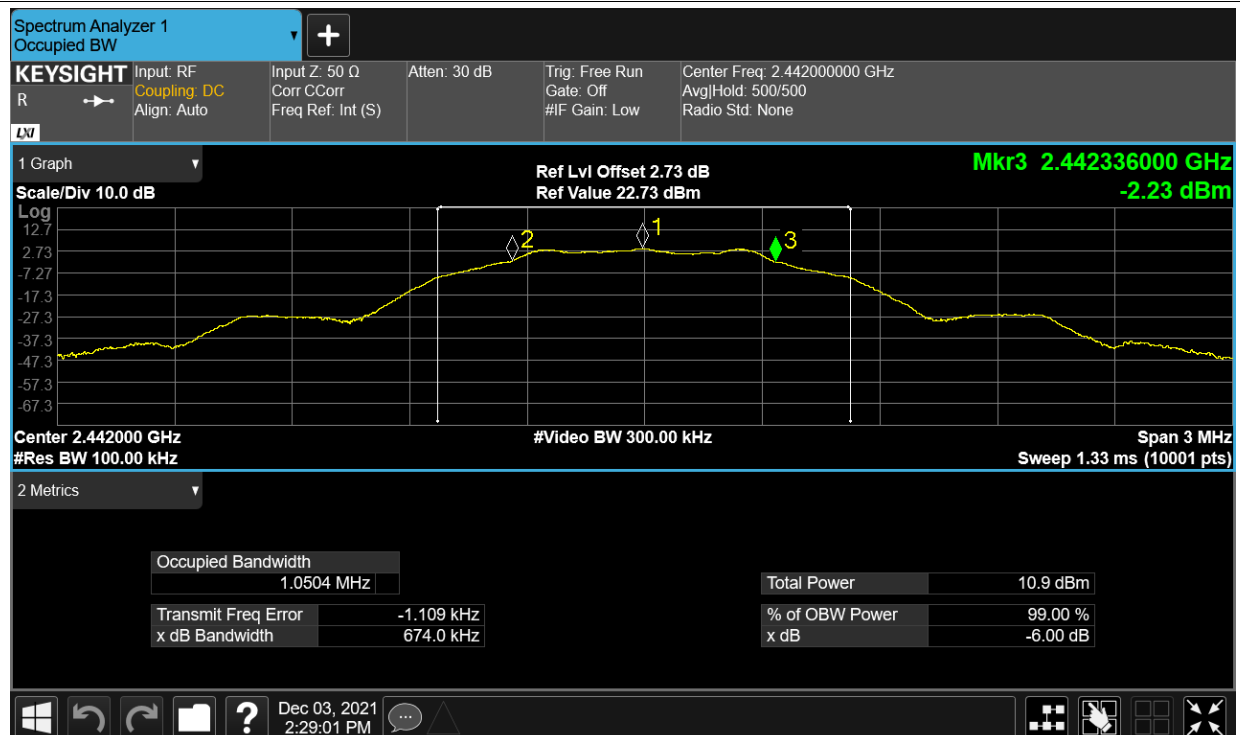 Spectrum Analyzer 1
Occupied BW
KEYSIGHT
R
LXI
Input: RF
Coupling: DC
Align: Auto
Input Z: 50 Ω
Corr CCorr
Freq Ref: Int (S)
Atten: 30 dB
Trig: Free Run
Gate: Off
#IF Gain: Low
Center Freq: 2.442000000 GHz
Avg|Hold: 500/500
Radio Std: None
1 Graph
Scale/Div 10.0 dB
Ref Lvl Offset 2.73 dB
Ref Value 22.73 dBm
Mkr3 2.442336000 GHz
-2.23 dBm
Log
12.7
2.73
-7.27
-17.3
-27.3
-37.3
-47.3
-57.3
-67.3
2
1
3
Center 2.442000 GHz
#Res BW 100.00 kHz
#Video BW 300.00 kHz
Span 3 MHz
Sweep 1.33 ms (10001 pts)
2 Metrics
Occupied Bandwidth
1.0504 MHz
Transmit Freq Error -1.109 kHz
x dB Bandwidth 674.0 kHz
Total Power 10.9 dBm
% of OBW Power 99.00 %
x dB -6.00 dB
Dec 03, 2021
2:29:01 PM